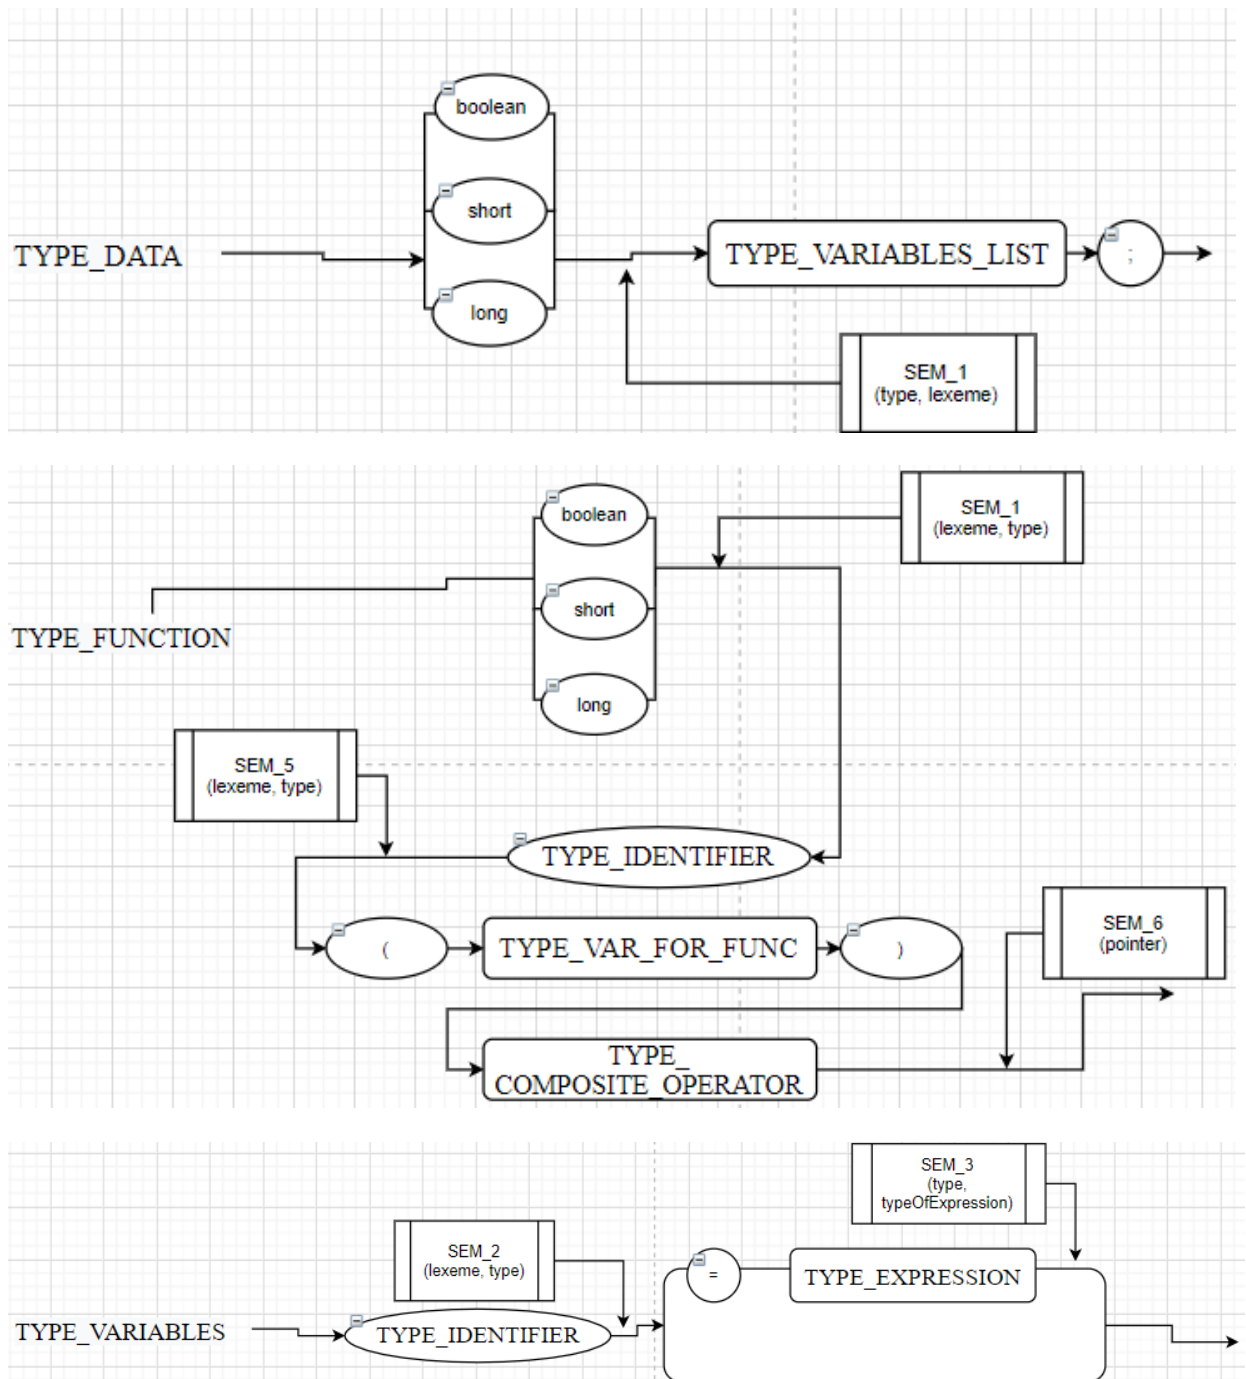 boolean
short
TYPE_DATA
TYPE_VARIABLES_LIST
;
long
SEM_1
(type, lexeme)
boolean
SEM_1
(lexeme, type)
short
TYPE_FUNCTION
long
SEM_5
(lexeme, type)
TYPE_IDENTIFIER
(
TYPE_VAR_FOR_FUNC
)
SEM_6
(pointer)
TYPE_
COMPOSITE_OPERATOR
SEM_3
(type,
typeOfExpression)
SEM_2
(lexeme, type)
=
TYPE_EXPRESSION
TYPE_VARIABLES
TYPE_IDENTIFIER